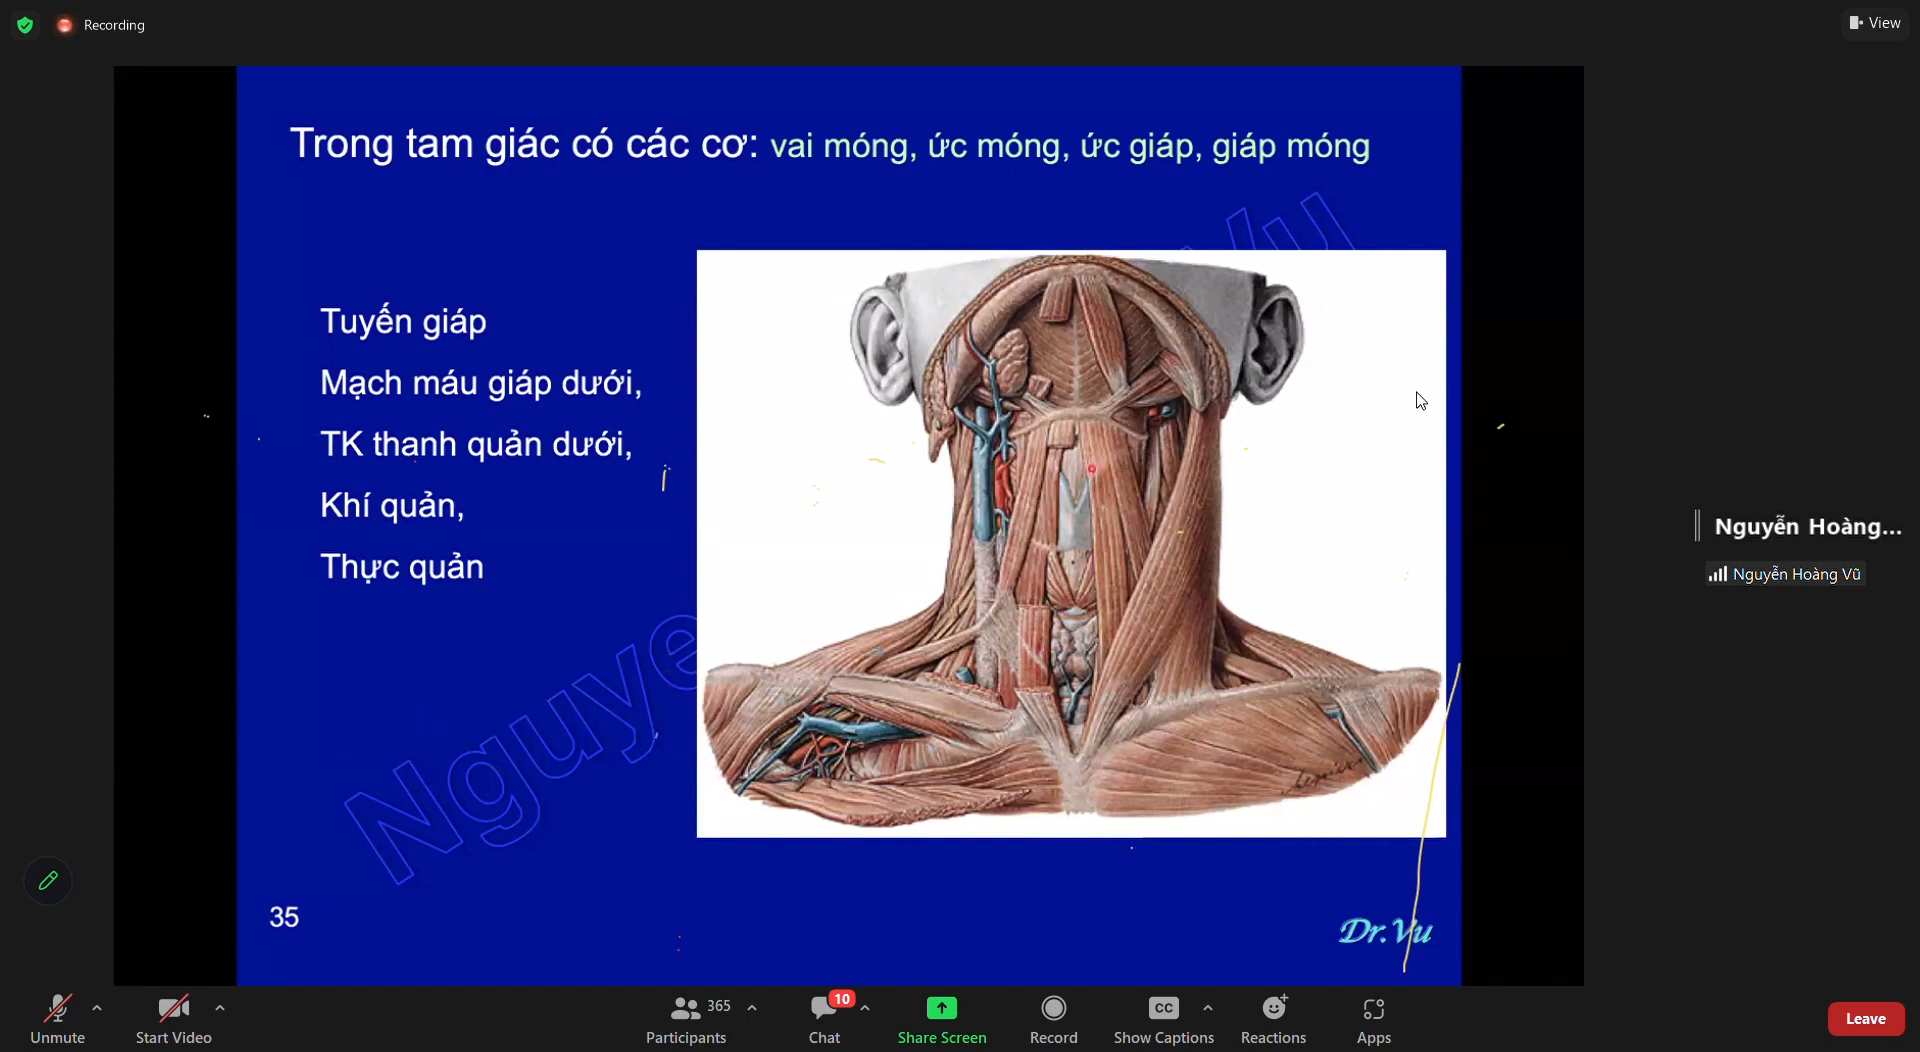 Recording
View
Trong tam giác có các cơ: vai móng, ức móng, ức giáp, giáp móng
Tuyến giáp
Mạch máu giáp dưới,
TK thanh quản dưới,
Khí quản,
Thực quản
Nguyễn Hoàng...
Nguyễn Hoàng Vũ
Nguye
Vu
35
Dr.Vu
Unmute
Start Video
365
Participants
10
Chat
Share Screen
Record
CC
Show Captions
Reactions
Apps
Leave